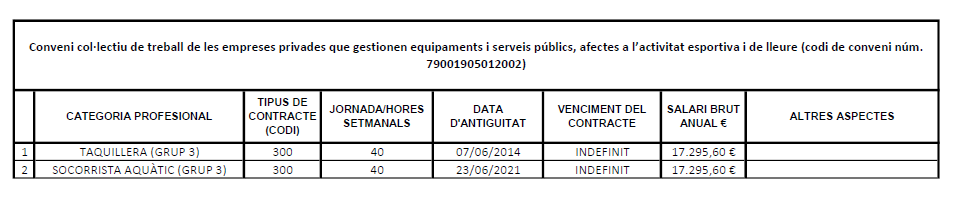 Conveni col·lectiu de treball de les empreses privades que gestionen equipaments i serveis públics, afectes a l'activitat esportiva i de lleure (codi de conveni núm.
79001905012002)
CATEGORIA PROFESIONAL TIPUS DE CONTRACTE (CODI) JORNADA/HORES SETMANALS DATA D'ANTIGUITAT VENCIMENT DEL CONTRACTE SALARI BRUT ANUAL € ALTRES ASPECTES
1 TAQUILLERA (GRUP 3) 300 40 07/06/2014 INDEFINIT 17.295,60 €
2 SOCORRISTA AQUÀTIC (GRUP 3) 300 40 23/06/2021 INDEFINIT 17.295,60 €